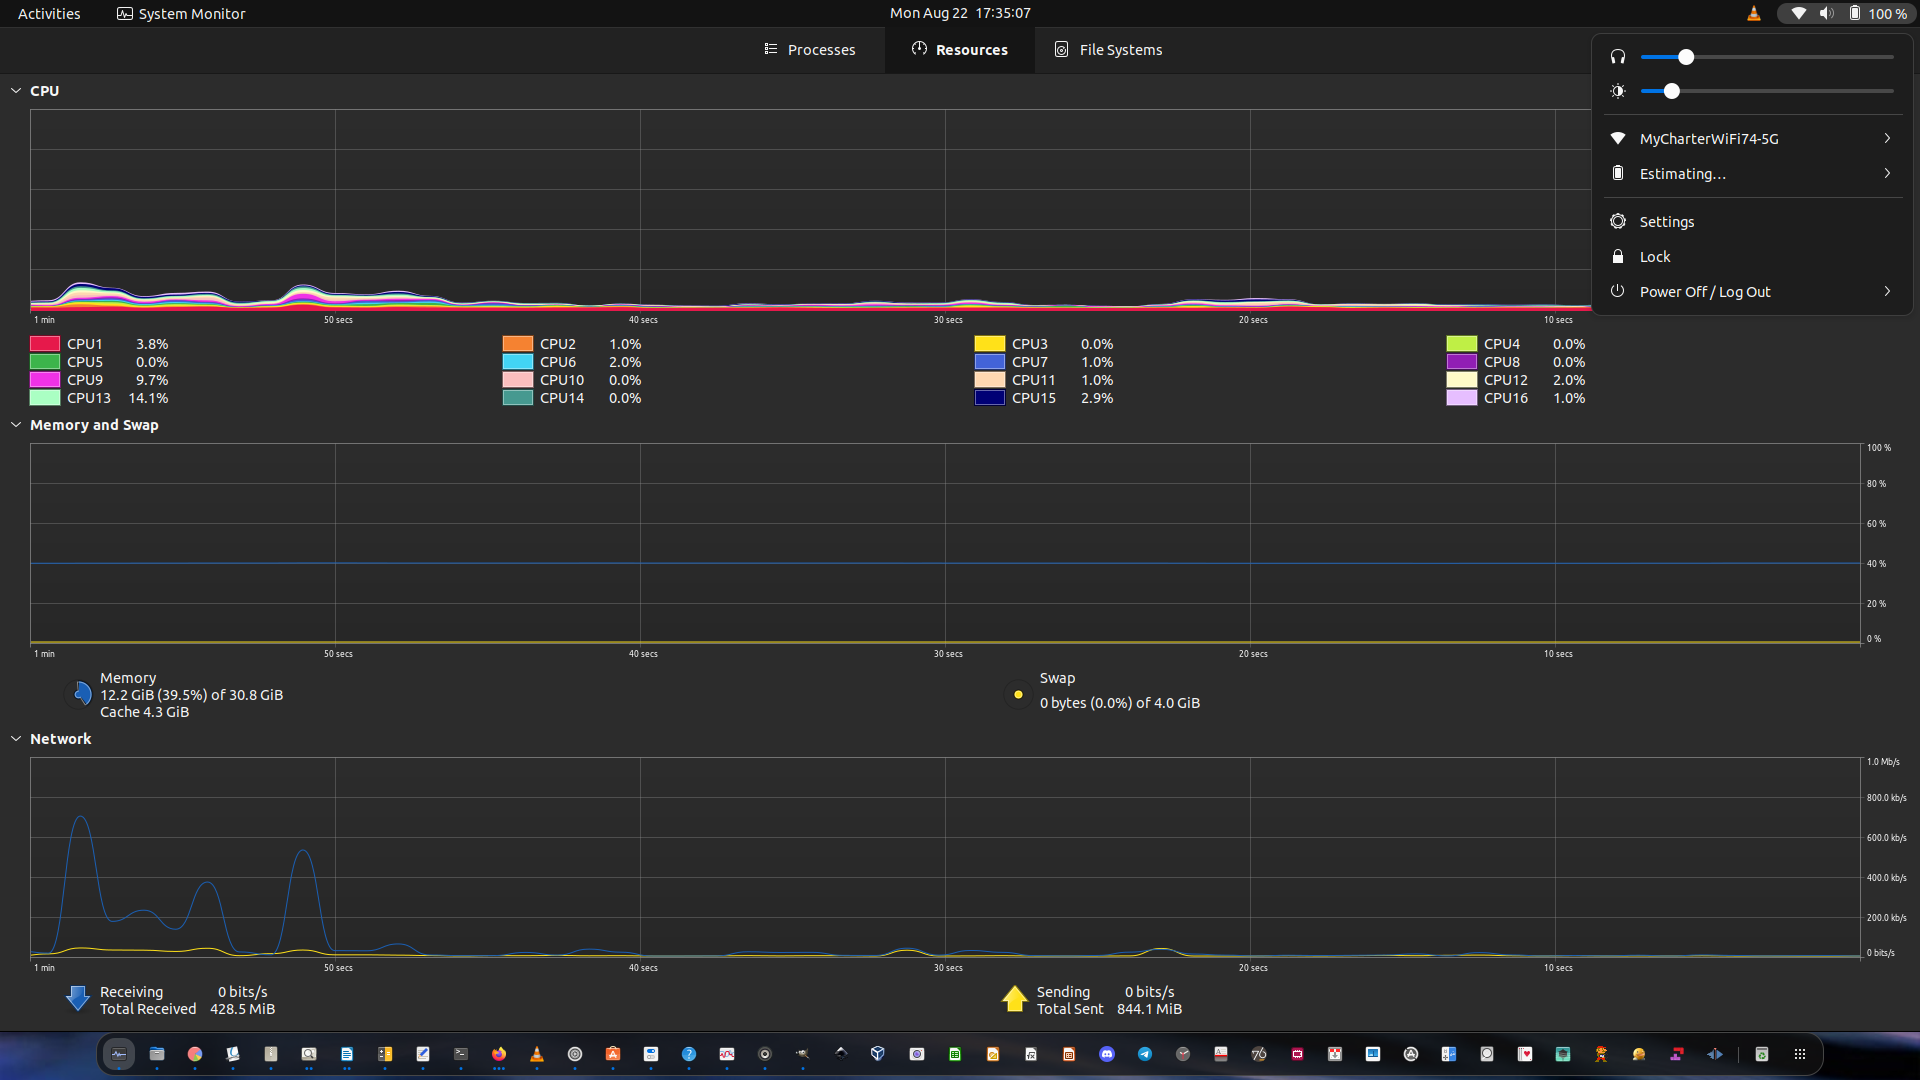 Activities
System Monitor
Mon Aug 22 17:35:07
100 %
Processes
Resources
File Systems
MyCharterWiFi74-5G
Estimating…
Settings
Lock
Power Off / Log Out
CPU
1 min 50 secs 40 secs 30 secs 20 secs 10 secs
CPU1 3.8% CPU2 1.0% CPU3 0.0% CPU4 0.0%
CPU5 0.0% CPU6 2.0% CPU7 1.0% CPU8 0.0%
CPU9 9.7% CPU10 0.0% CPU11 1.0% CPU12 2.0%
CPU13 14.1% CPU14 0.0% CPU15 2.9% CPU16 1.0%
Memory and Swap
100 %
80 %
60 %
40 %
20 %
0 %
1 min 50 secs 40 secs 30 secs 20 secs 10 secs
Memory
12.2 GiB (39.5%) of 30.8 GiB
Cache 4.3 GiB
Swap
0 bytes (0.0%) of 4.0 GiB
Network
1.0 Mb/s
800.0 kb/s
600.0 kb/s
400.0 kb/s
200.0 kb/s
0 bits/s
1 min 50 secs 40 secs 30 secs 20 secs 10 secs
Receiving 0 bits/s
Total Received 428.5 MiB
Sending 0 bits/s
Total Sent 844.1 MiB
76